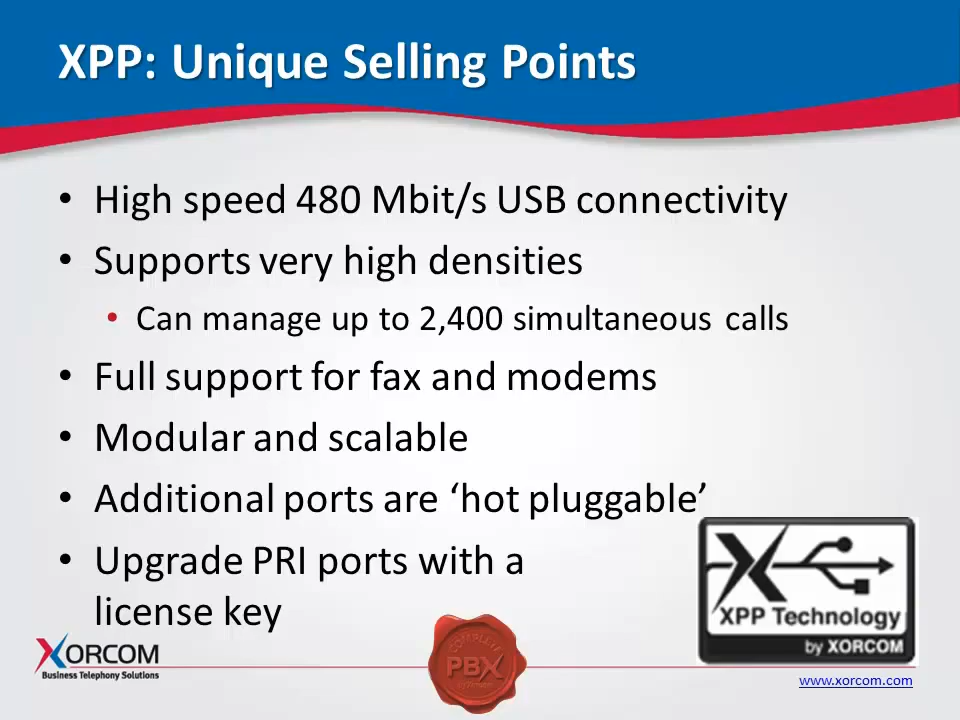 XPP: Unique Selling Points
• High speed 480 Mbit/s USB connectivity
• Supports very high densities
• Can manage up to 2,400 simultaneous calls
• Full support for fax and modems
• Modular and scalable
• Additional ports are ‘hot pluggable’
• Upgrade PRI ports with a
license key
XPP Technology
by XORCOM
XORCOM
Business Telephony Solutions
COMPLETE
PBX
www.xorcom.com